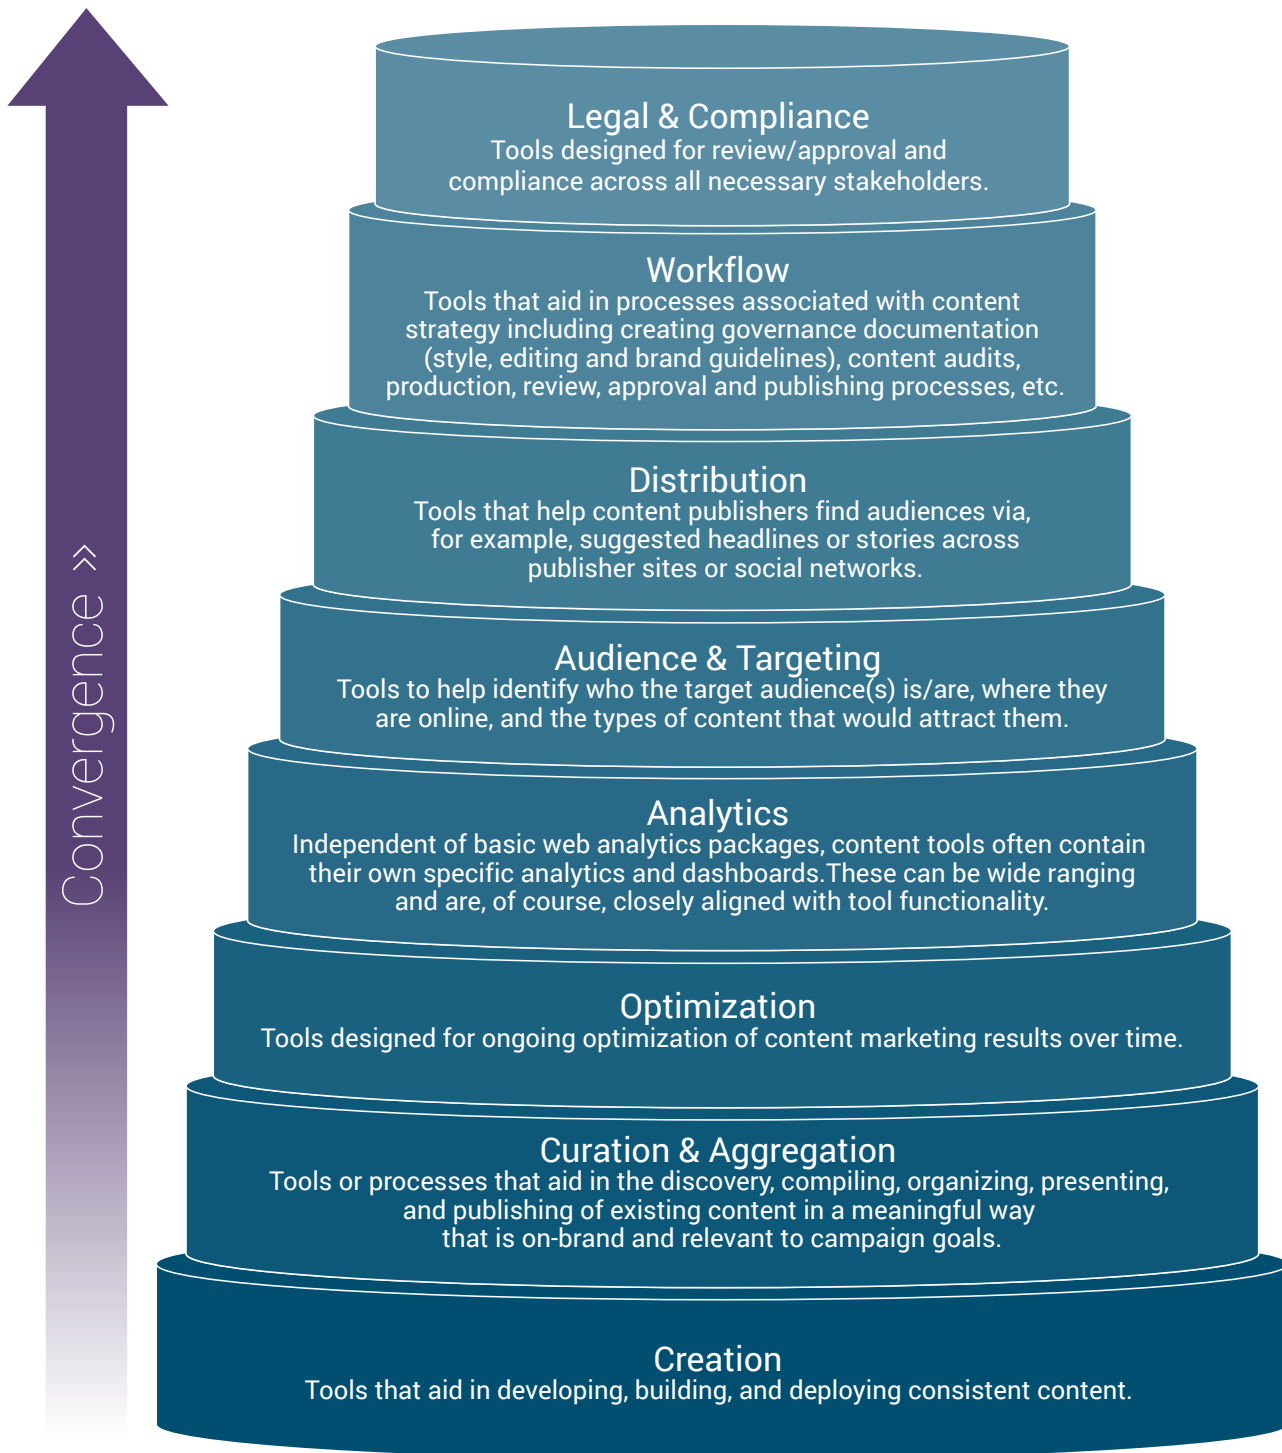 Legal & Compliance
Tools designed for review/approval and
compliance across all necessary stakeholders.
Workflow
Tools that aid in processes associated with content
strategy including creating governance documentation
(style, editing and brand guidelines), content audits,
production, review, approval and publishing processes, etc.
Distribution
Tools that help content publishers find audiences via,
for example, suggested headlines or stories across
publisher sites or social networks.
Audience & Targeting
Tools to help identify who the target audience(s) is/are, where they
are online, and the types of content that would attract them.
Analytics
Independent of basic web analytics packages, content tools often contain
their own specific analytics and dashboards.These can be wide ranging
and are, of course, closely aligned with tool functionality.
Optimization
Tools designed for ongoing optimization of content marketing results over time.
Curation & Aggregation
Tools or processes that aid in the discovery, compiling, organizing, presenting,
and publishing of existing content in a meaningful way
that is on-brand and relevant to campaign goals.
Creation
Tools that aid in developing, building, and deploying consistent content.
Convergence »